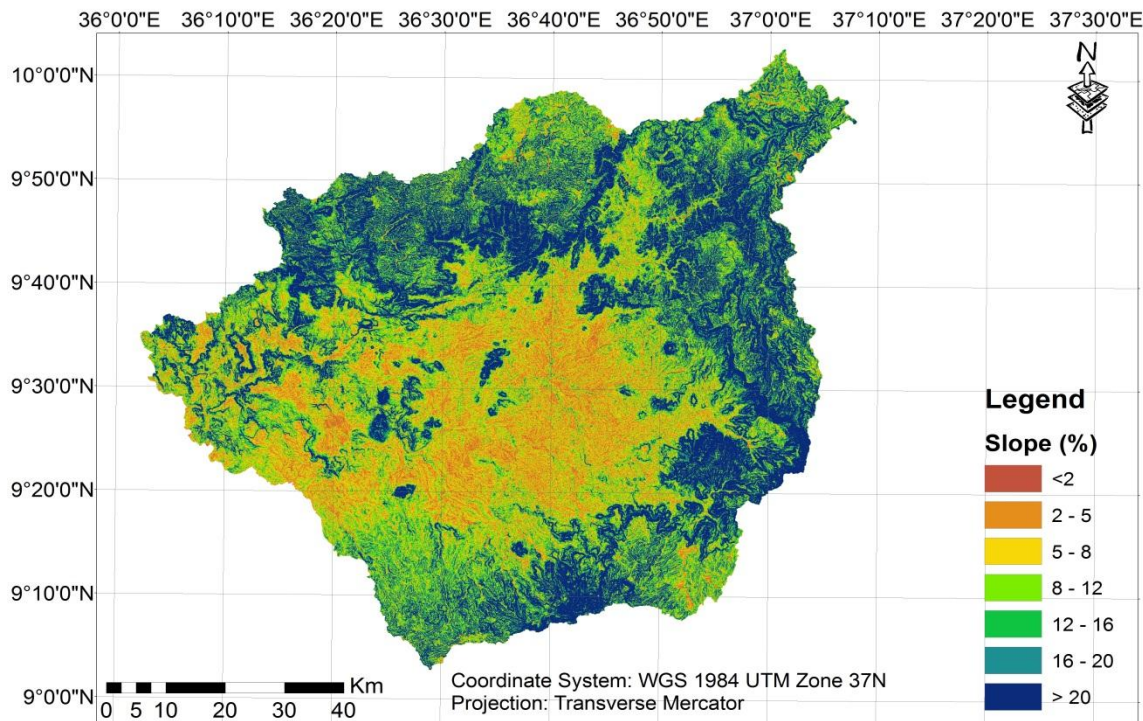 36°0'0"E 36°10'0"E 36°20'0"E 36°30'0"E 36°40'0"E 36°50'0"E 37°0'0"E 37°10'0"E 37°20'0"E 37°30'0"E
N
10°0'0"N
9°50'0"N
9°40'0"N
9°30'0"N
9°20'0"N
9°10'0"N
9°0'0"N
Legend
Slope (%)
<2
2 - 5
5 - 8
8 - 12
12 - 16
16 - 20
> 20
Km
0 5 10 20 30 40
Coordinate System: WGS 1984 UTM Zone 37N
Projection: Transverse Mercator